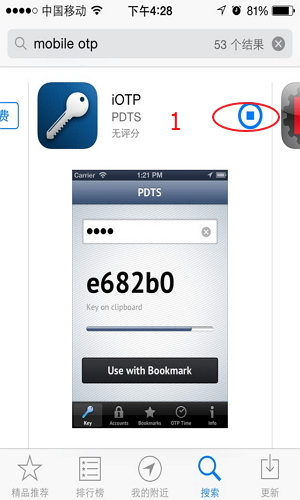 中国移动 下午4:28 81%
mobile otp 53 个结果
费
iOTP
PDTS
无评分
1
Carrier 1:21 PM
PDTS
e682b0
Key on clipboard
Use with Bookmark
Key Accounts Bookmarks OTP Time Info
精品推荐 排行榜 我的附近 搜索 更新